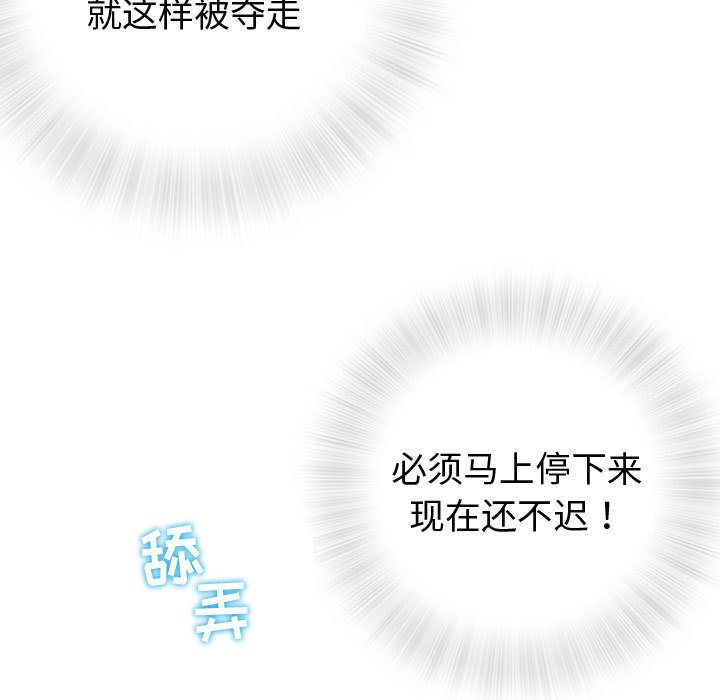 就这样被夺走
必须马上停下来
现在还不迟！
舔
弄